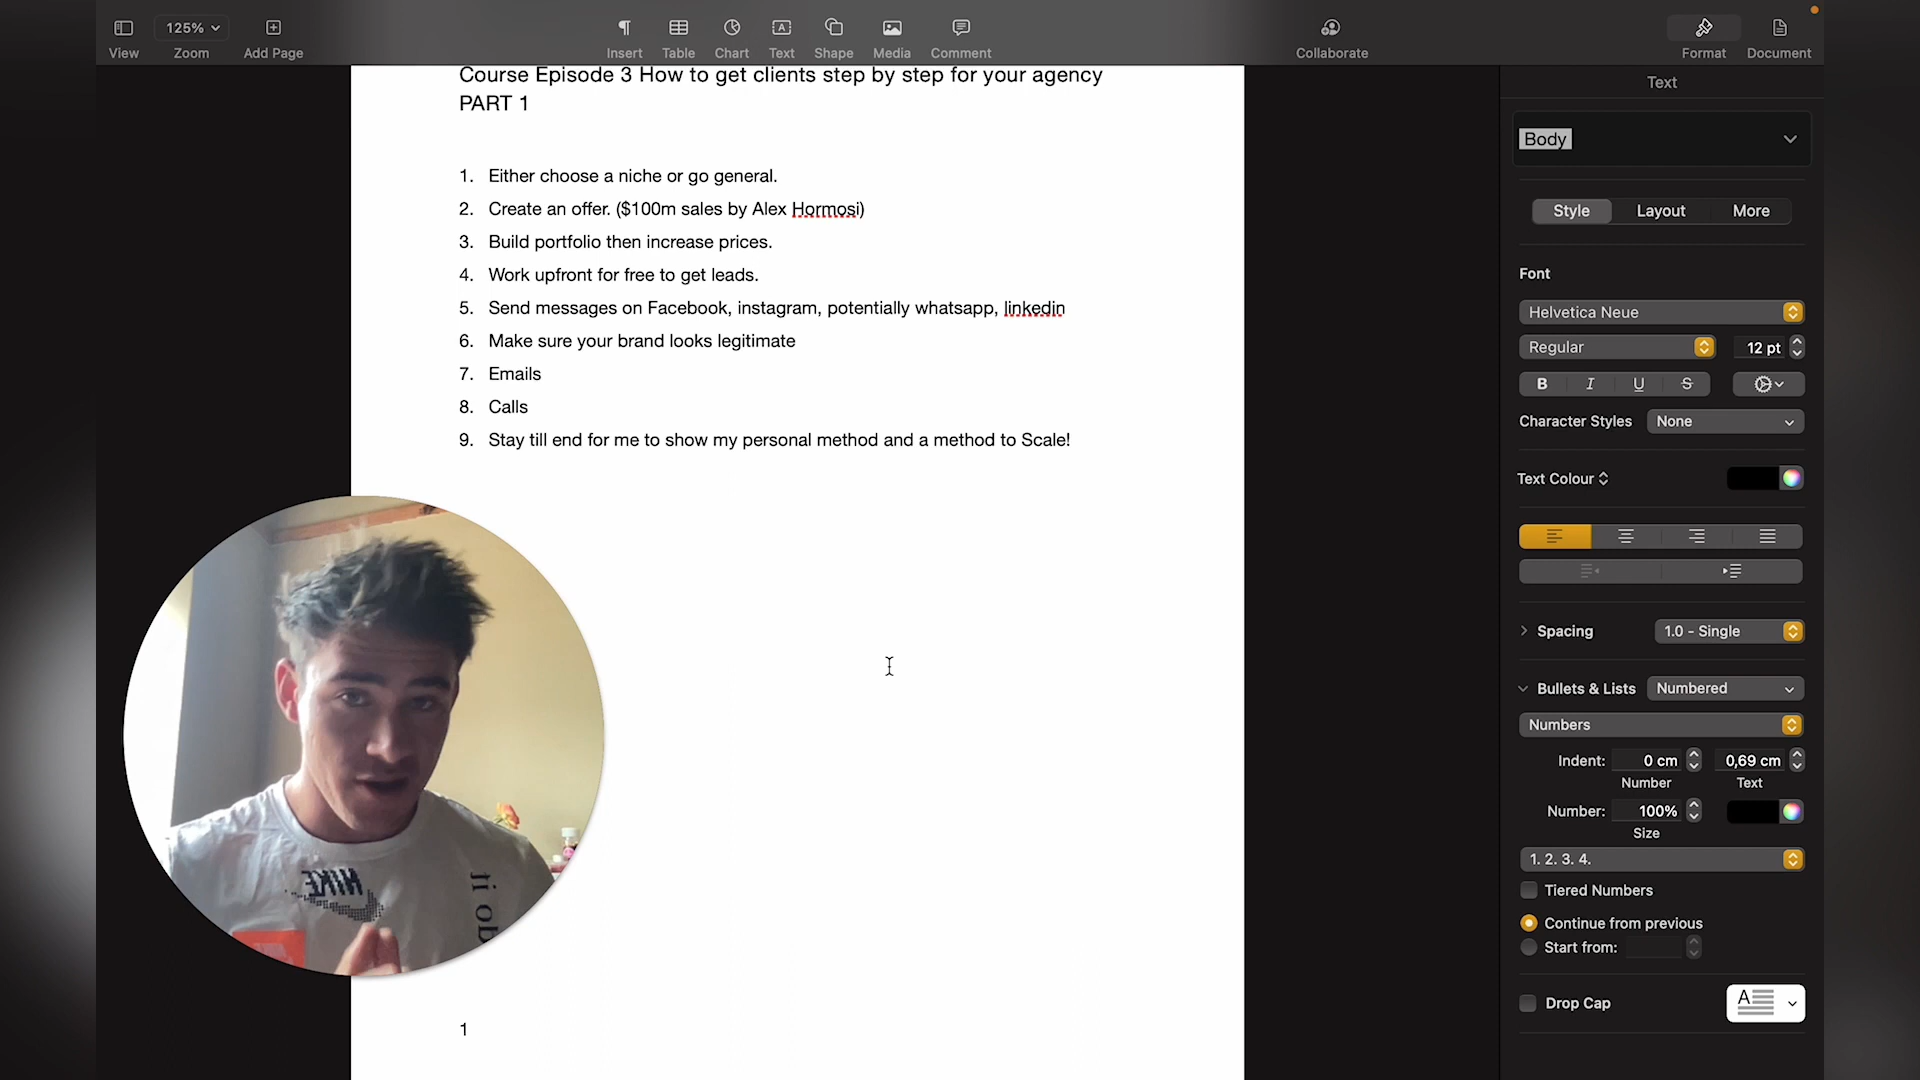 View
125%
Zoom
Add Page
Insert
Table
Chart
Text
Shape
Media
Comment
Collaborate
Format
Document
Course Episode 3 How to get clients step by step for your agency
PART 1
1. Either choose a niche or go general.
2. Create an offer. ($100m sales by Alex Hormosi)
3. Build portfolio then increase prices.
4. Work upfront for free to get leads.
5. Send messages on Facebook, instagram, potentially whatsapp, linkedin
6. Make sure your brand looks legitimate
7. Emails
8. Calls
9. Stay till end for me to show my personal method and a method to Scale!
NIKE
1
Text
Body
Style Layout More
Font
Helvetica Neue
Regular 12 pt
B I U S
Character Styles None
Text Colour
Spacing 1.0 - Single
Bullets & Lists Numbered
Numbers
Indent: 0 cm 0,69 cm
Number Text
Number: 100%
Size
1. 2. 3. 4.
Tiered Numbers
Continue from previous
Start from:
Drop Cap A